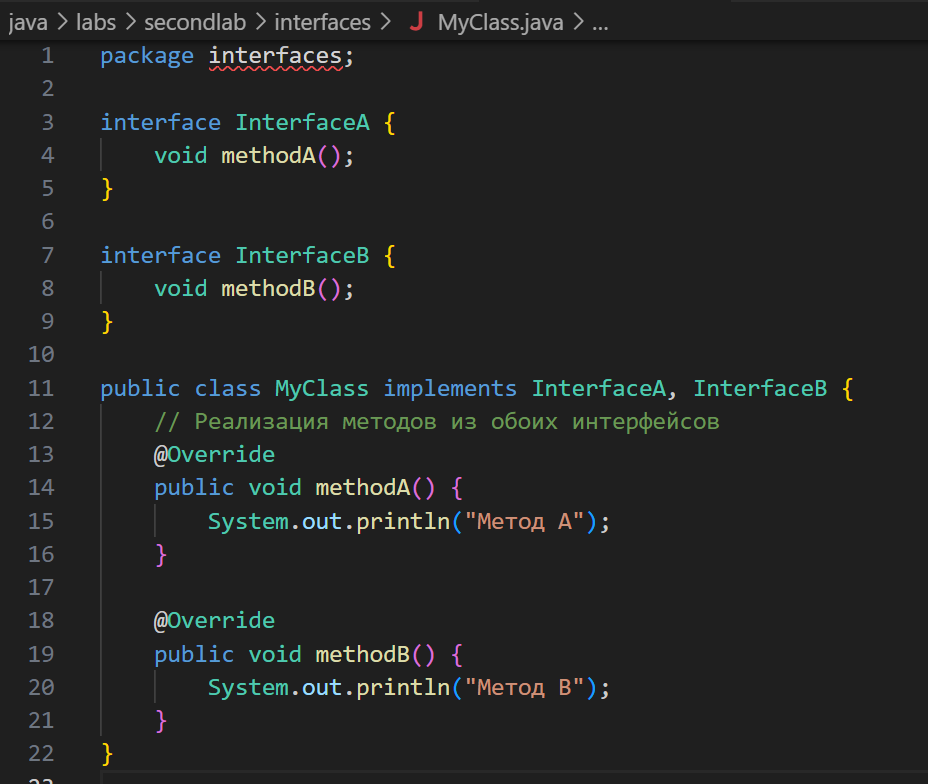 java > labs > secondlab > interfaces > J MyClass.java > ...
1 package interfaces;
2
3 interface InterfaceA {
4     void methodA();
5 }
6
7 interface InterfaceB {
8     void methodB();
9 }
10
11 public class MyClass implements InterfaceA, InterfaceB {
12     // Реализация методов из обоих интерфейсов
13     @Override
14     public void methodA() {
15         System.out.println("Метод A");
16     }
17
18     @Override
19     public void methodB() {
20         System.out.println("Метод B");
21     }
22 }
23